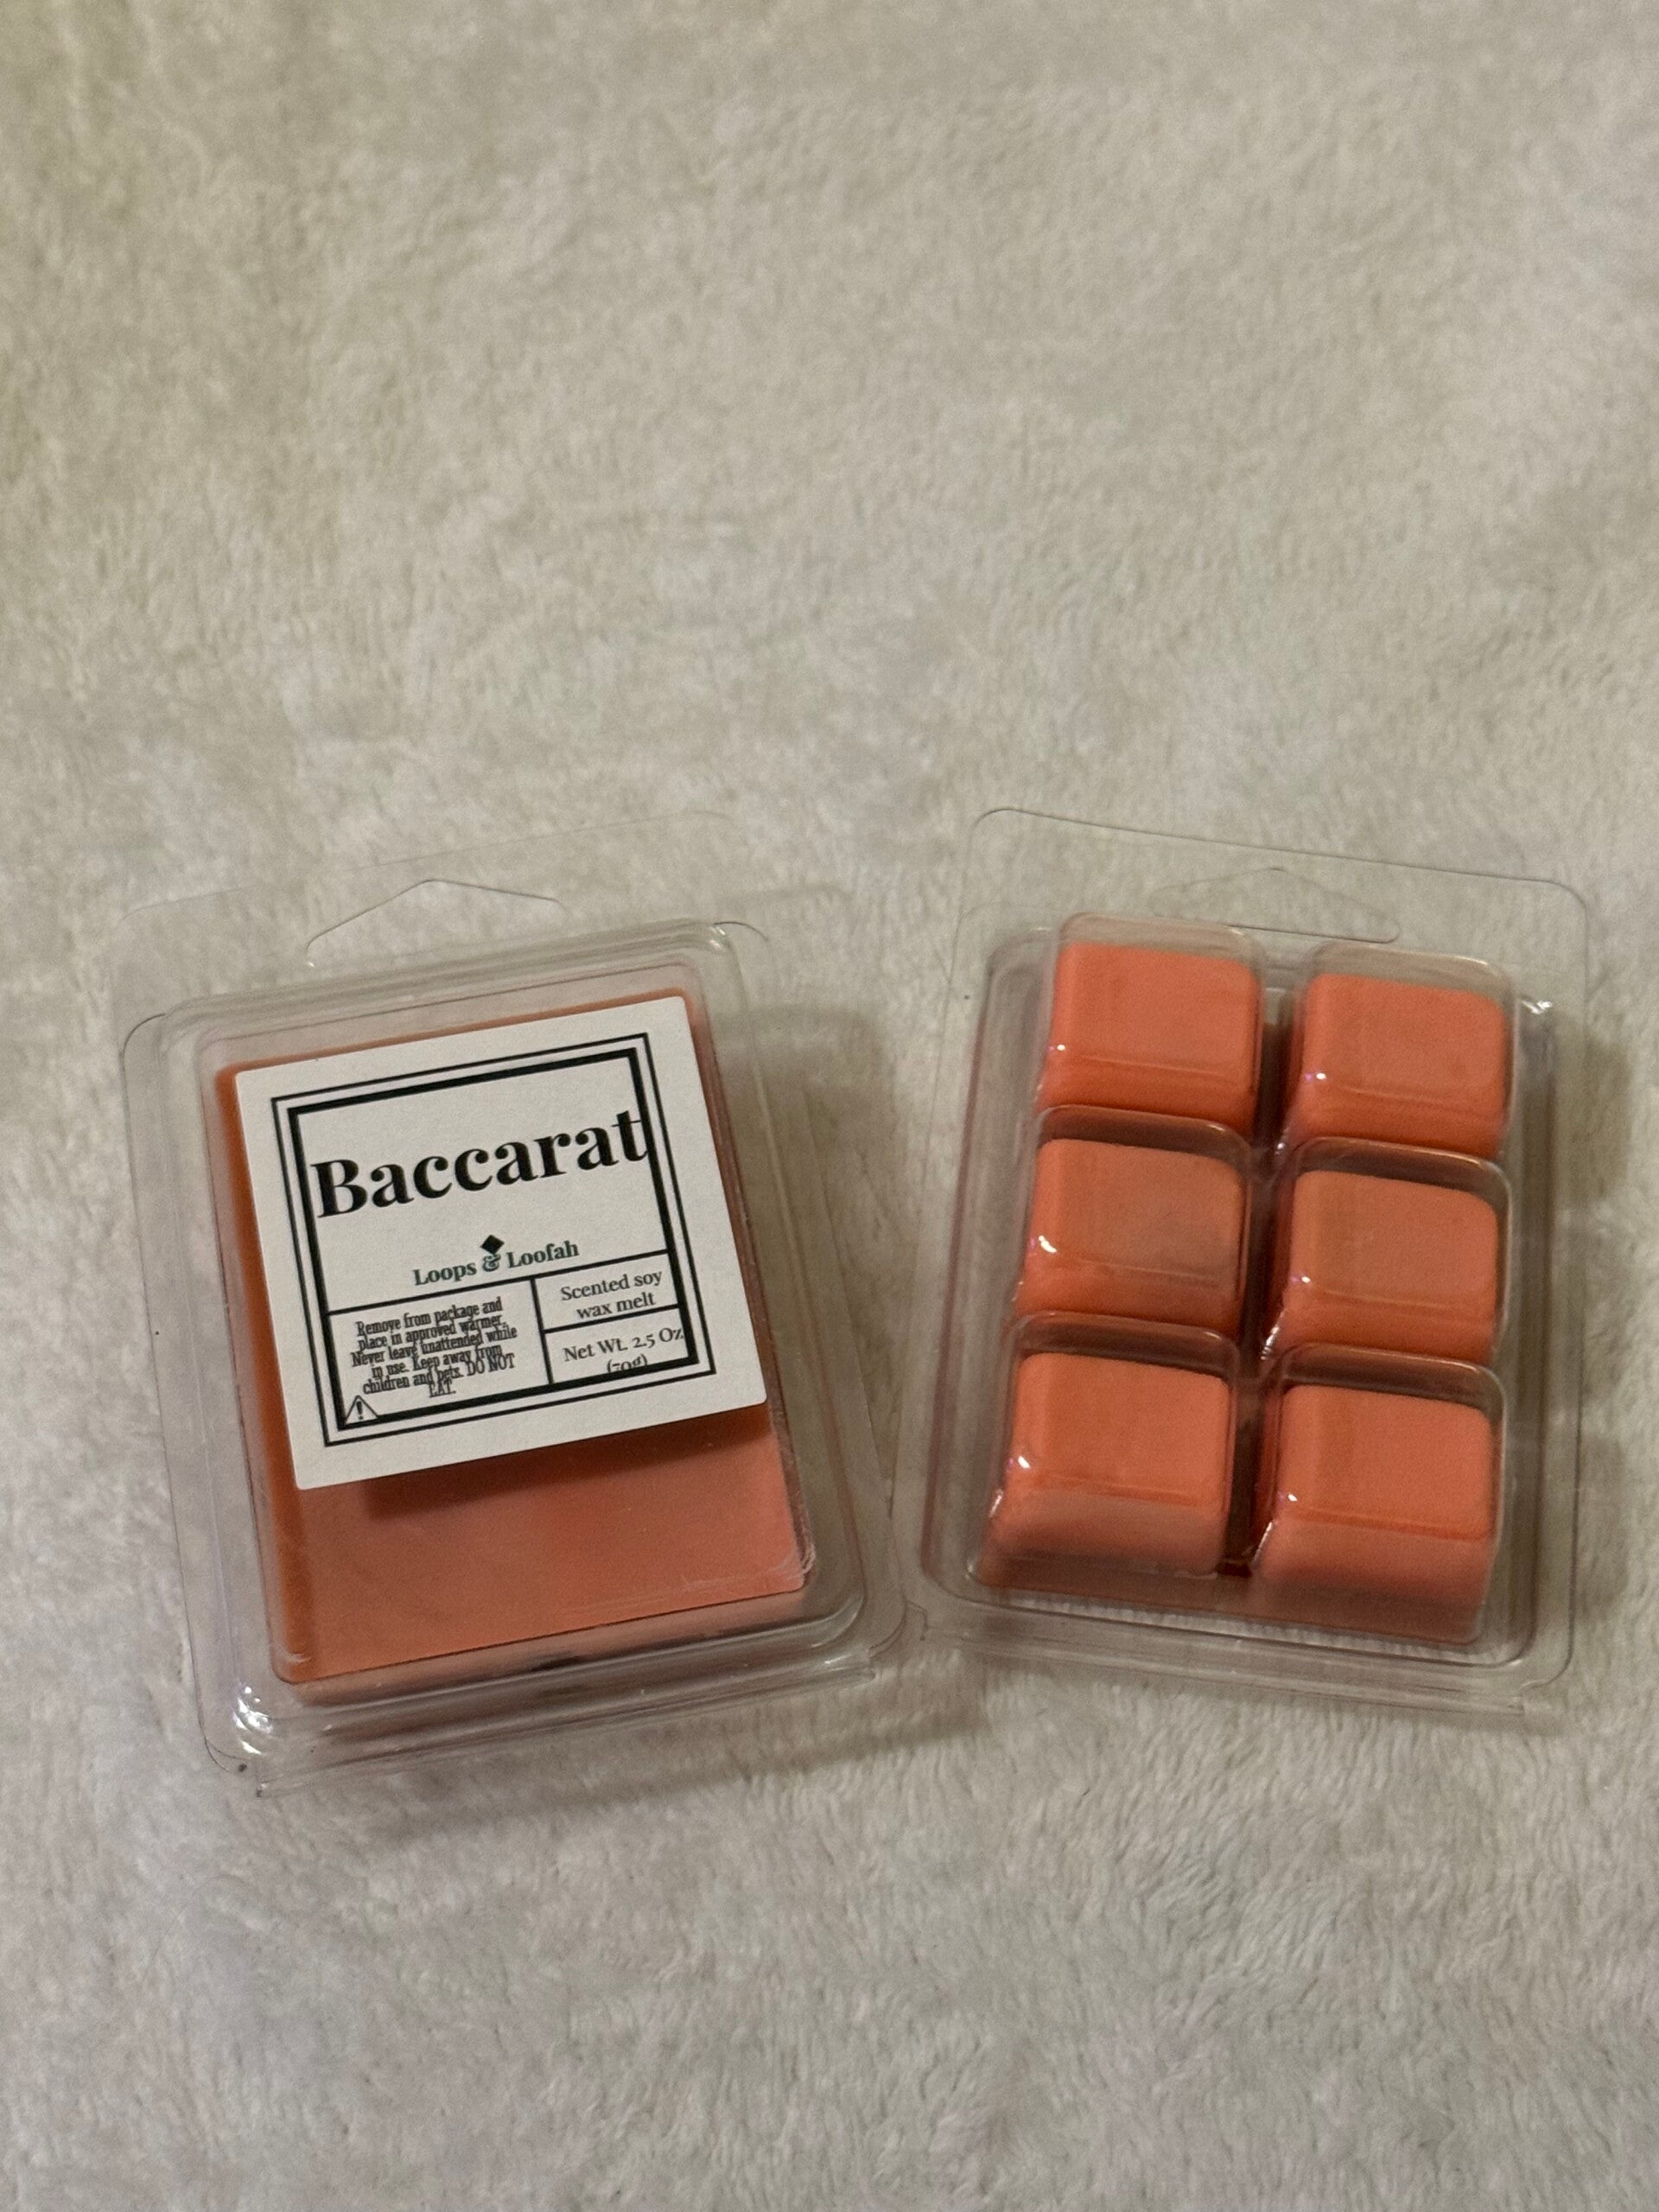 Baccarat
Loops & Loofah
Remove from package and
place in approved warmer.
Never leave unattended while
in use. Keep away from
children and pets. DO NOT
EAT.
Scented soy
wax melt
Net Wt. 2.5 Oz
(70g)